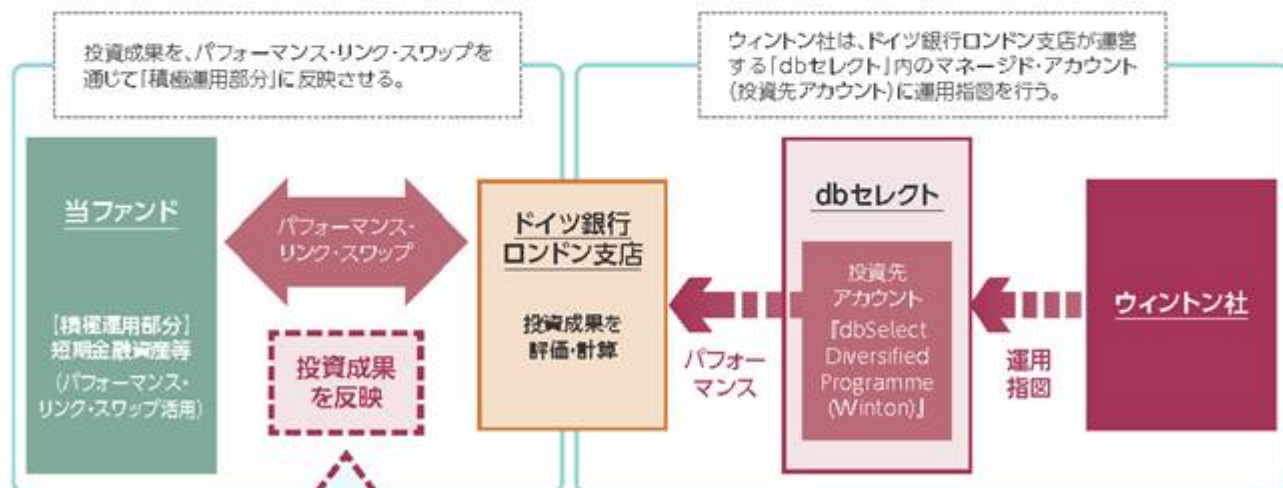 投資成果を、パフォーマンス・リンク・スワップを
通じて「積極運用部分」に反映させる。
ウィントン社は、ドイツ銀行ロンドン支店が運営
する「dbセレクト」内のマネージド・アカウント
(投資先アカウント)に運用指図を行う。
当ファンド
[積極運用部分]
短期金融資産等
(パフォーマンス・
リンク・スワップ活用)
パフォーマンス・
リンク・スワップ
投資成果
を反映
ドイツ銀行
ロンドン支店
投資成果を
評価・計算
パフォー
マンス
dbセレクト
投資先
アカウント
『dbSelect
Diversified
Programme
(Winton)』
運用
指図
ウィントン社